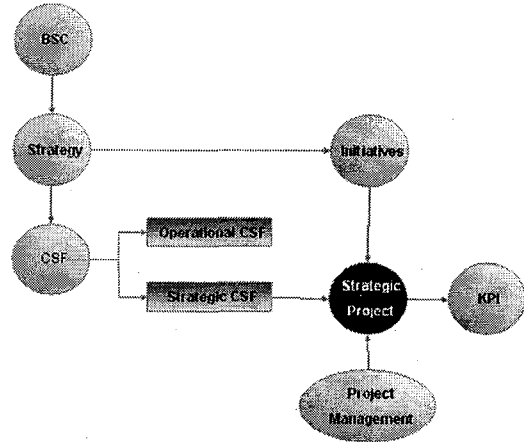 BSC
Strategy
Initiatives
Operational CSF
CSF
Strategic CSF
Strategic
Project
KPI
Project
Management